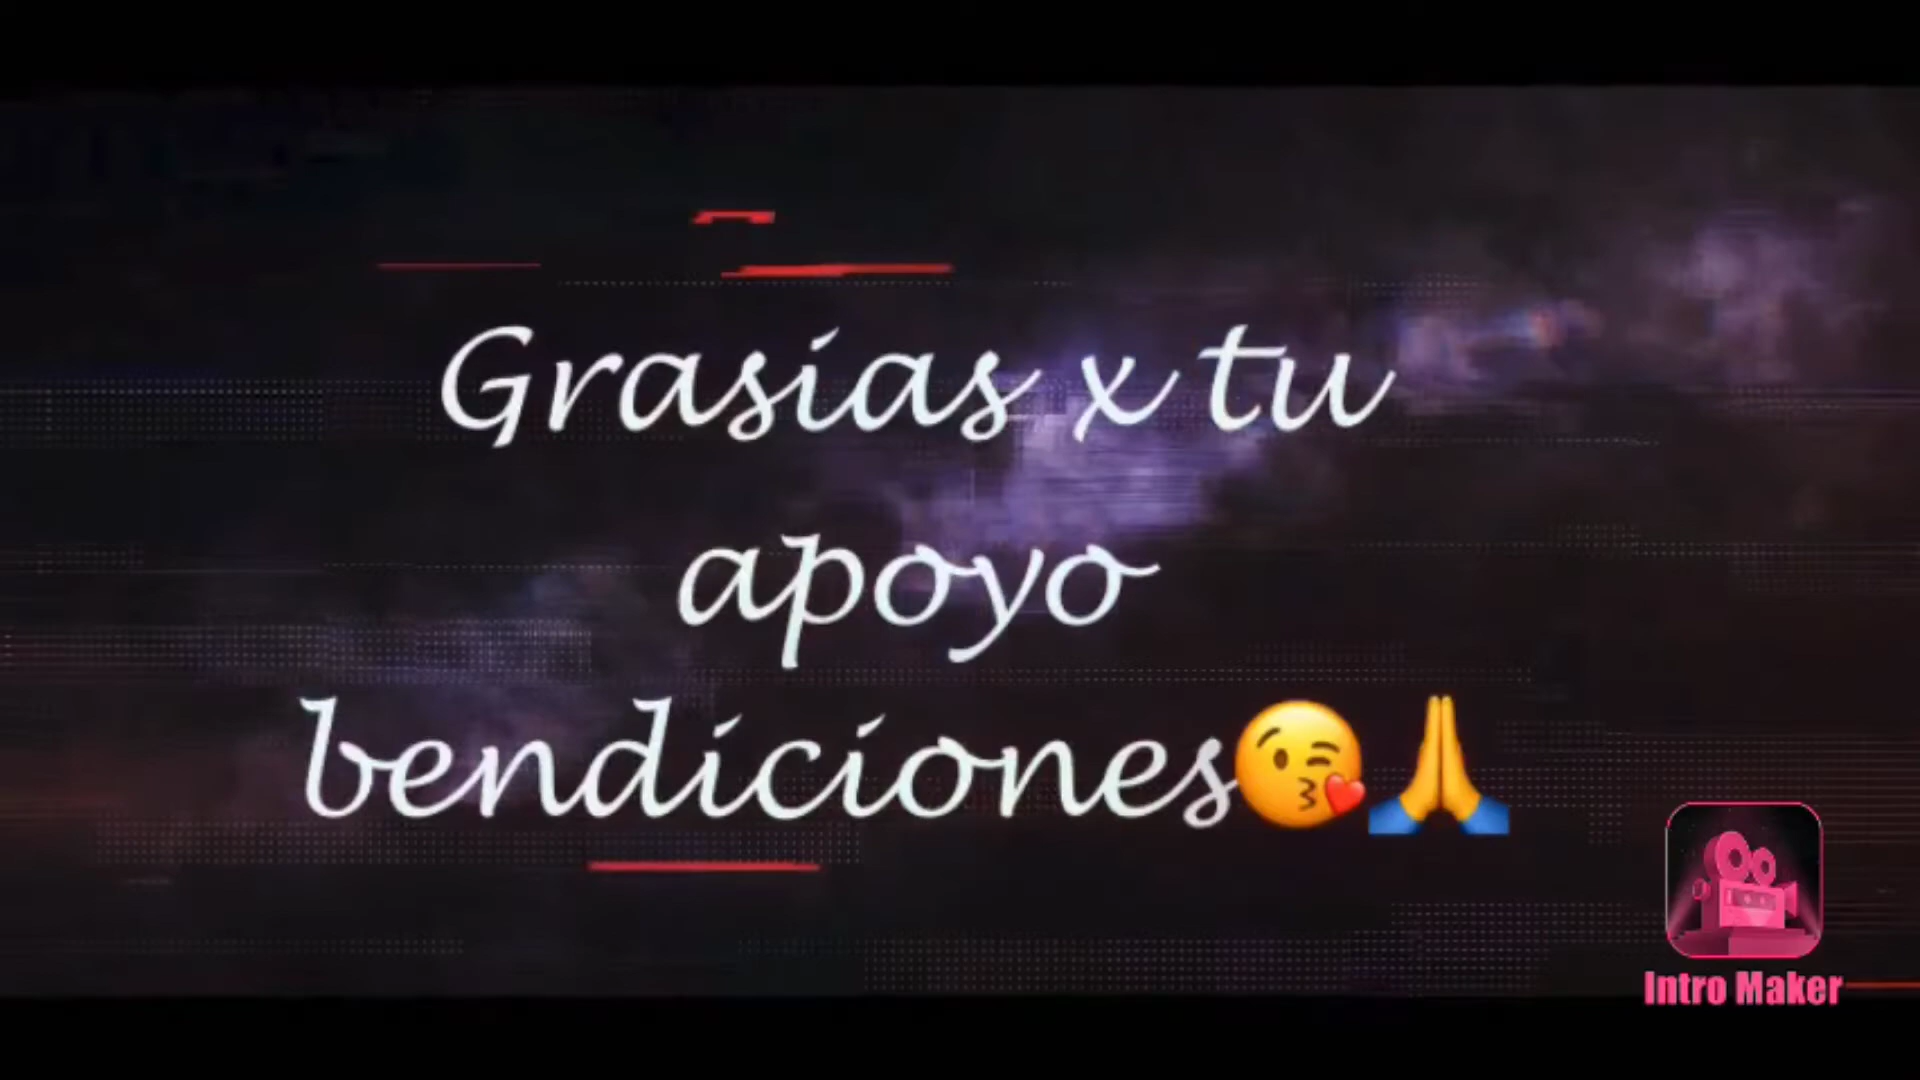 Grasias x tu
apoyo
bendiciones😘🙏
Intro Maker